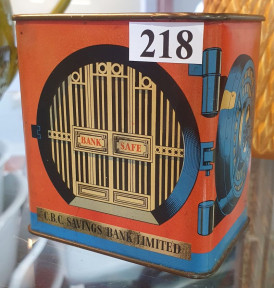 218
BANK SAFE
C.B.C. SAVINGS BANK LIMITED